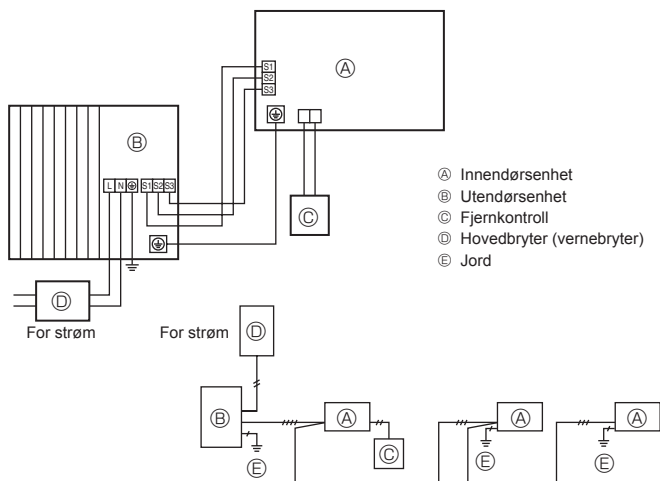 S1
S2
S3
Ⓐ
Ⓑ
L N S1 S2 S3
Ⓒ
Ⓐ Innendørsenhet
Ⓑ Utendørsenhet
Ⓒ Fjernkontroll
Ⓓ Hovedbryter (vernebryter)
Ⓔ Jord
Ⓓ
For strøm
For strøm Ⓓ
Ⓑ Ⓐ Ⓐ Ⓐ
Ⓒ
Ⓔ Ⓔ Ⓔ